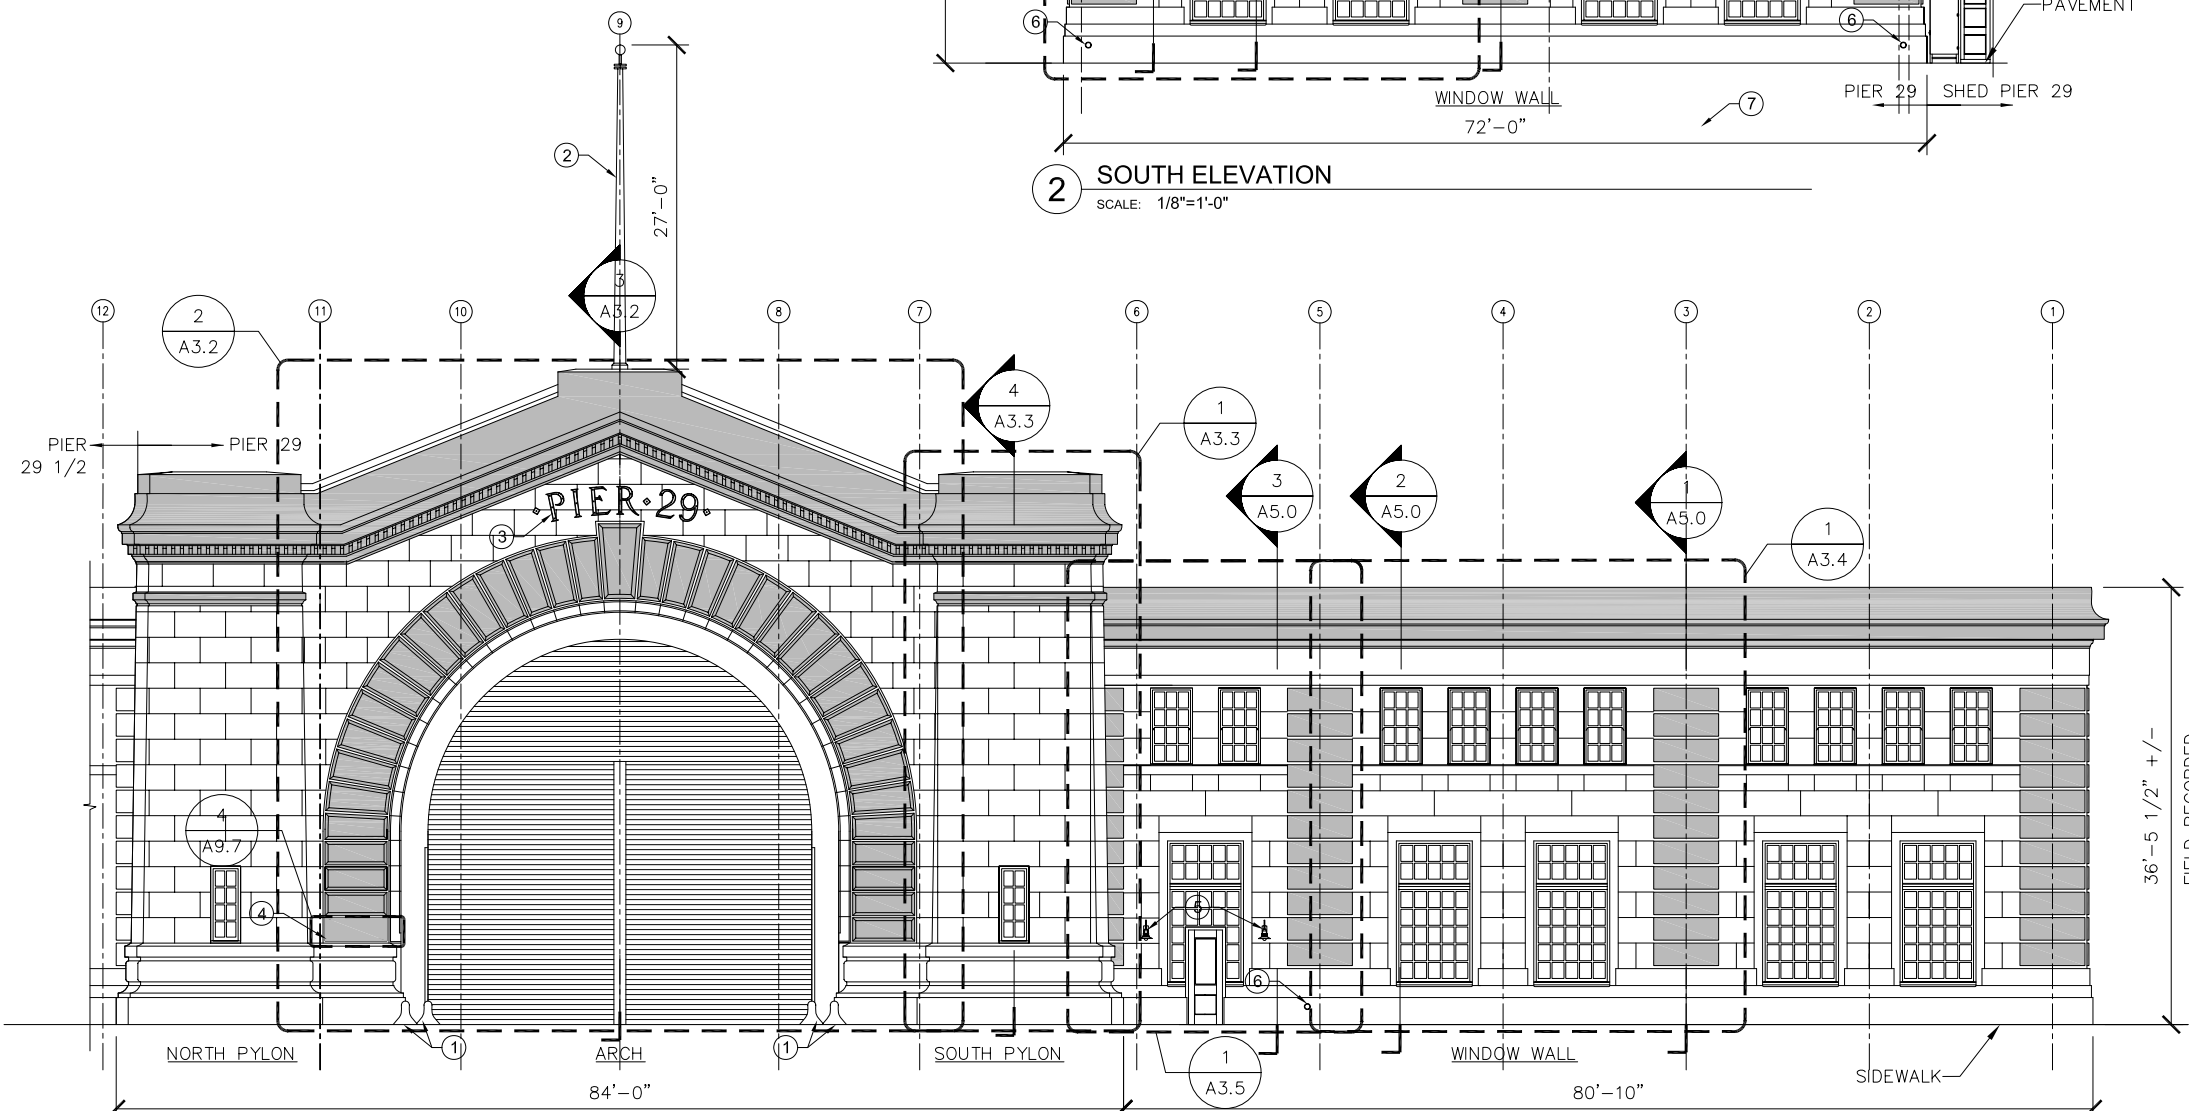 9
6
6
PAVEMENT
WINDOW WALL
PIER 29
SHED PIER 29
7
72'-0"
2
27'-0"
2
SOUTH ELEVATION
SCALE: 1/8"=1'-0"
3
A3.2
12
2
A3.2
11
10
8
7
6
5
4
3
2
1
4
A3.3
1
A3.3
PIER
29 1/2
PIER 29
3
A5.0
2
A5.0
1
A5.0
1
A3.4
·PIER·29·
3
4
A9.7
4
5
6
36'-5 1/2" +/-
FIELD RECORDED
1
1
NORTH PYLON
ARCH
SOUTH PYLON
WINDOW WALL
1
A3.5
SIDEWALK
84'-0"
80'-10"